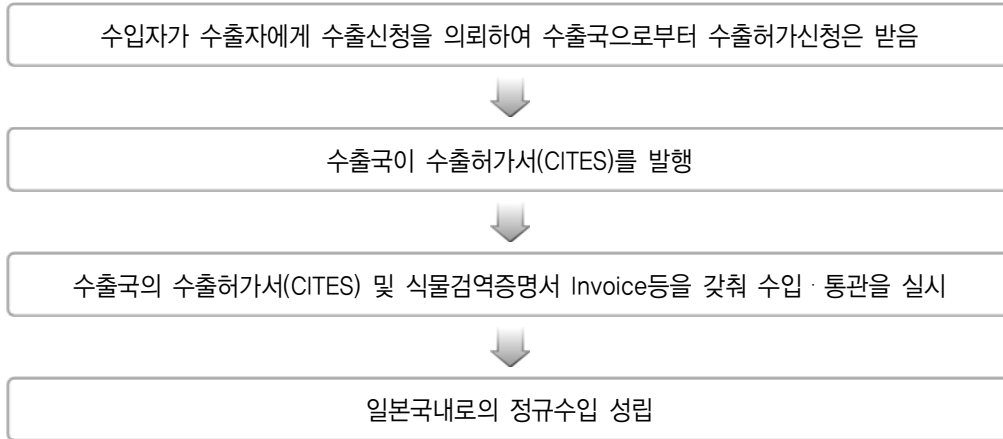 수입자가 수출자에게 수출신청을 의뢰하여 수출국으로부터 수출허가신청은 받음
수출국이 수출허가서(CITES)를 발행
수출국의 수출허가서(CITES) 및 식물검역증명서 Invoice등을 갖춰 수입 · 통관을 실시
일본국내로의 정규수입 성립